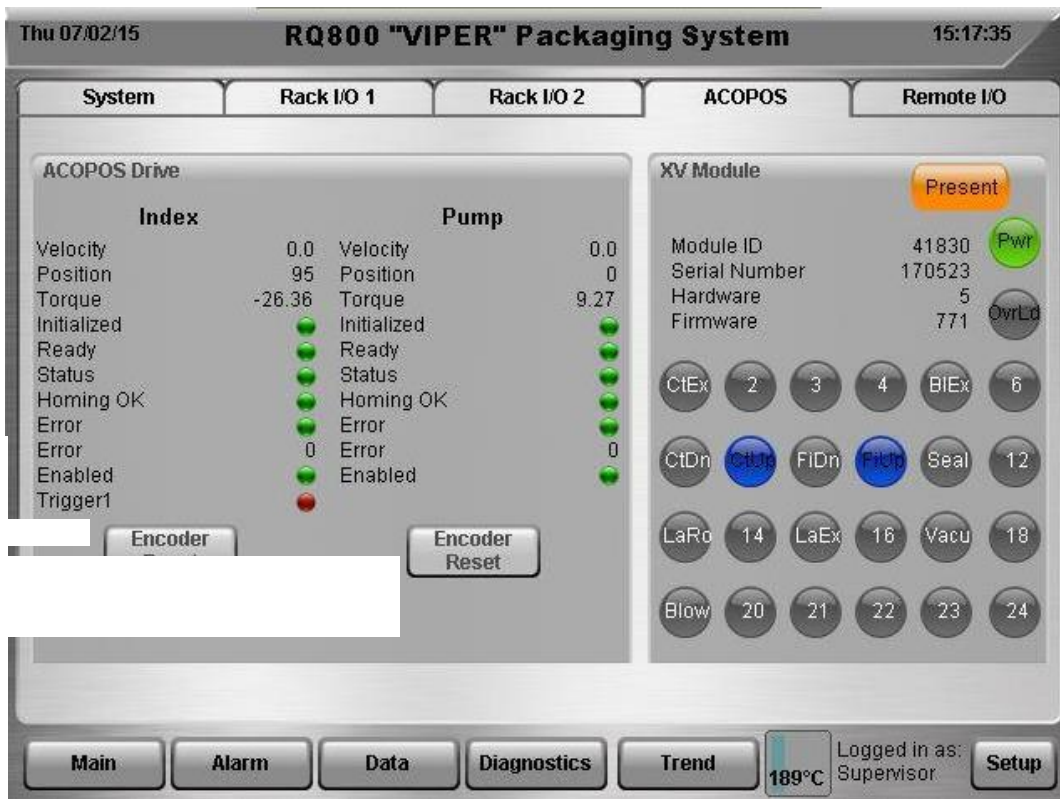 Thu 07/02/15
RQ800 "VIPER" Packaging System
15:17:35
System
Rack I/O 1
Rack I/O 2
ACOPOS
Remote I/O
ACOPOS Drive
Index
Velocity 0.0
Position 95
Torque -26.36
Initialized
Ready
Status
Homing OK
Error
Error 0
Enabled
Trigger1
Encoder
Pump
Velocity 0.0
Position 0
Torque 9.27
Initialized
Ready
Status
Homing OK
Error
Error 0
Enabled
Encoder
Reset
XV Module
Present
Module ID 41830
Serial Number 170523
Hardware 5
Firmware 771
Pwr
OvrLd
CtEx 2 3 4 BlEx 6
CtDn CtUp FiDn FiUp Seal 12
LaRo 14 LaEx 16 Vacu 18
Blow 20 21 22 23 24
Main
Alarm
Data
Diagnostics
Trend
189°C
Logged in as:
Supervisor
Setup